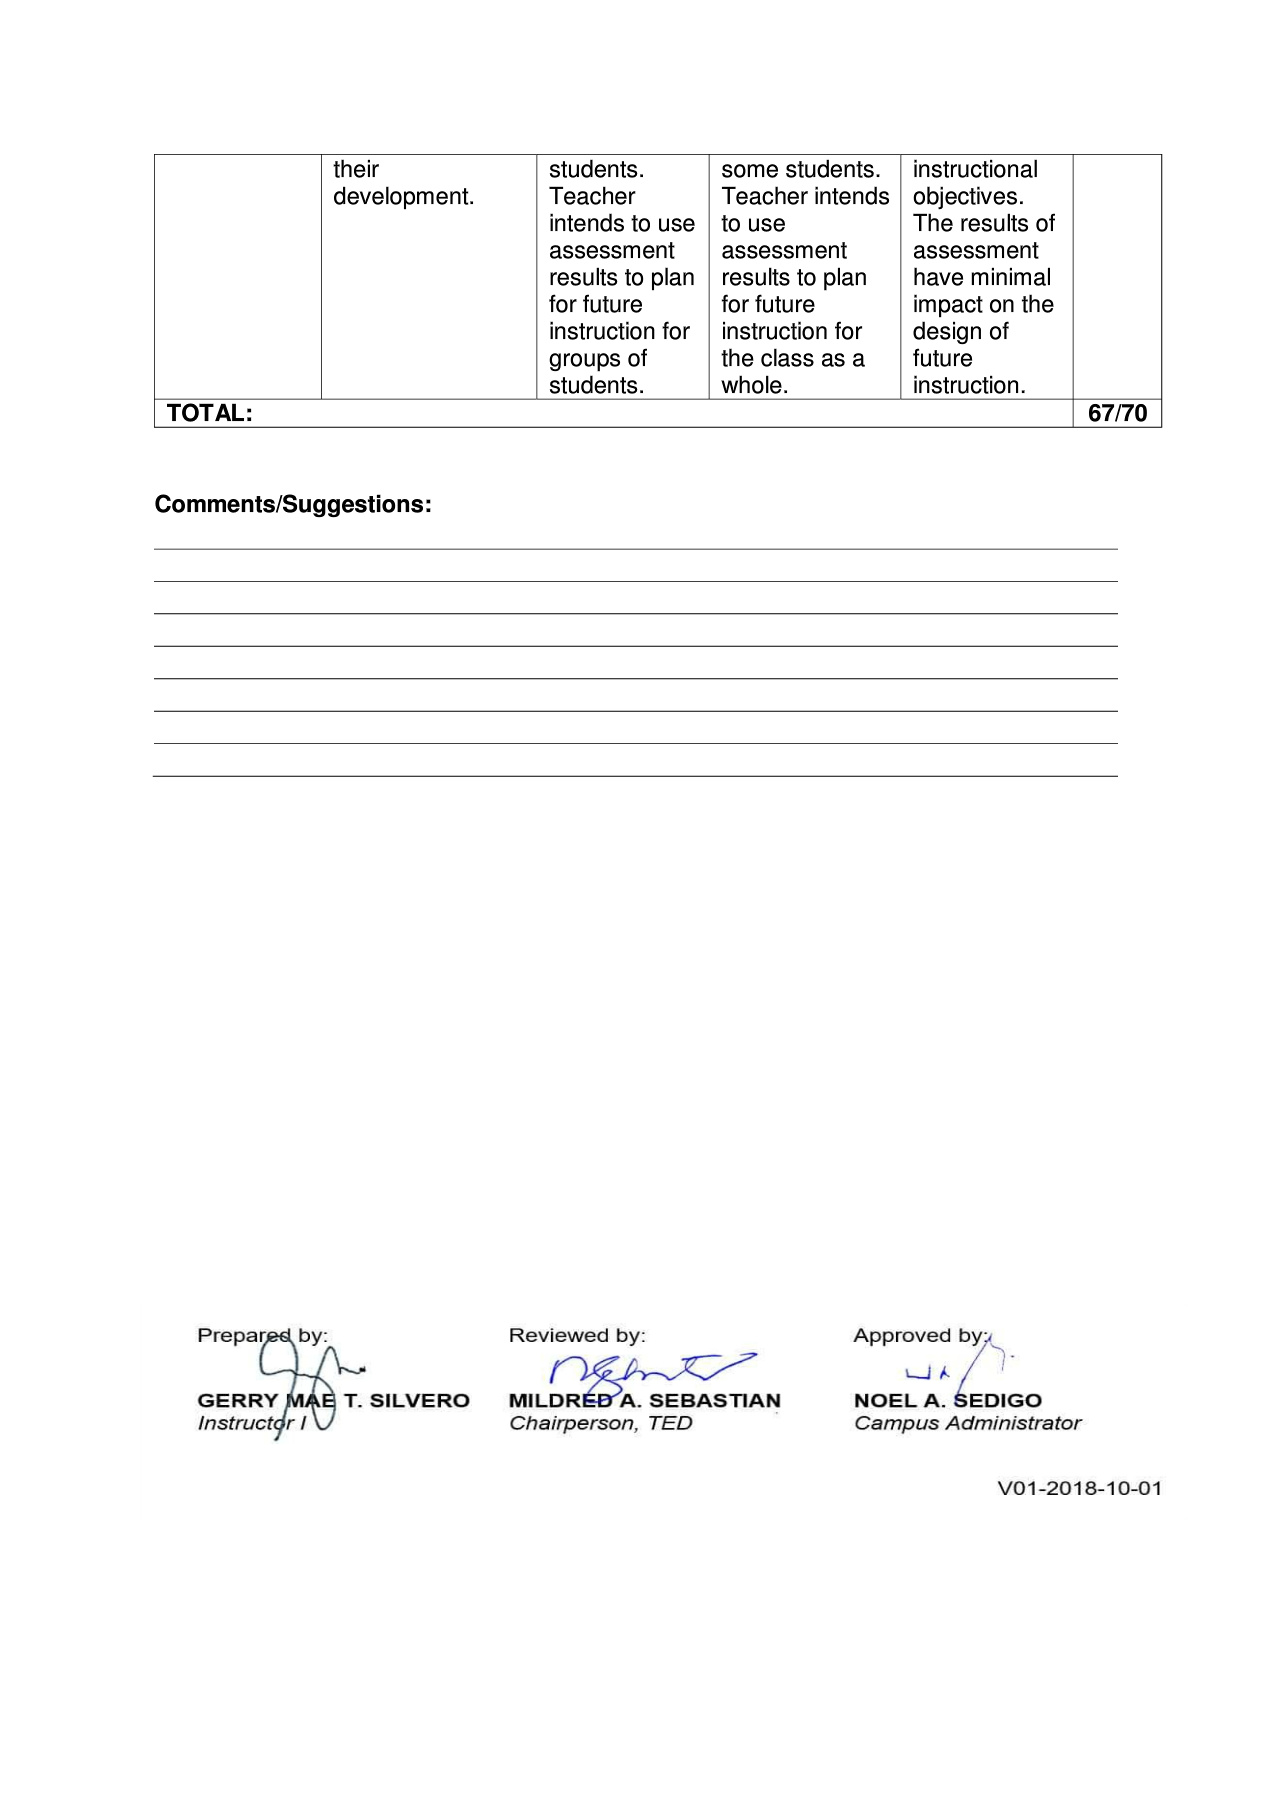 their
development.
students.
Teacher
intends to use
assessment
results to plan
for future
instruction for
groups of
students.
some students.
Teacher intends
to use
assessment
results to plan
for future
instruction for
the class as a
whole.
instructional
objectives.
The results of
assessment
have minimal
impact on the
design of
future
instruction.
TOTAL: 67/70
Comments/Suggestions:
Prepared by:
GERRY MAE T. SILVERO
Instructor I
Reviewed by:
MILDRED A. SEBASTIAN
Chairperson, TED
Approved by:
NOEL A. SEDIGO
Campus Administrator
V01-2018-10-01